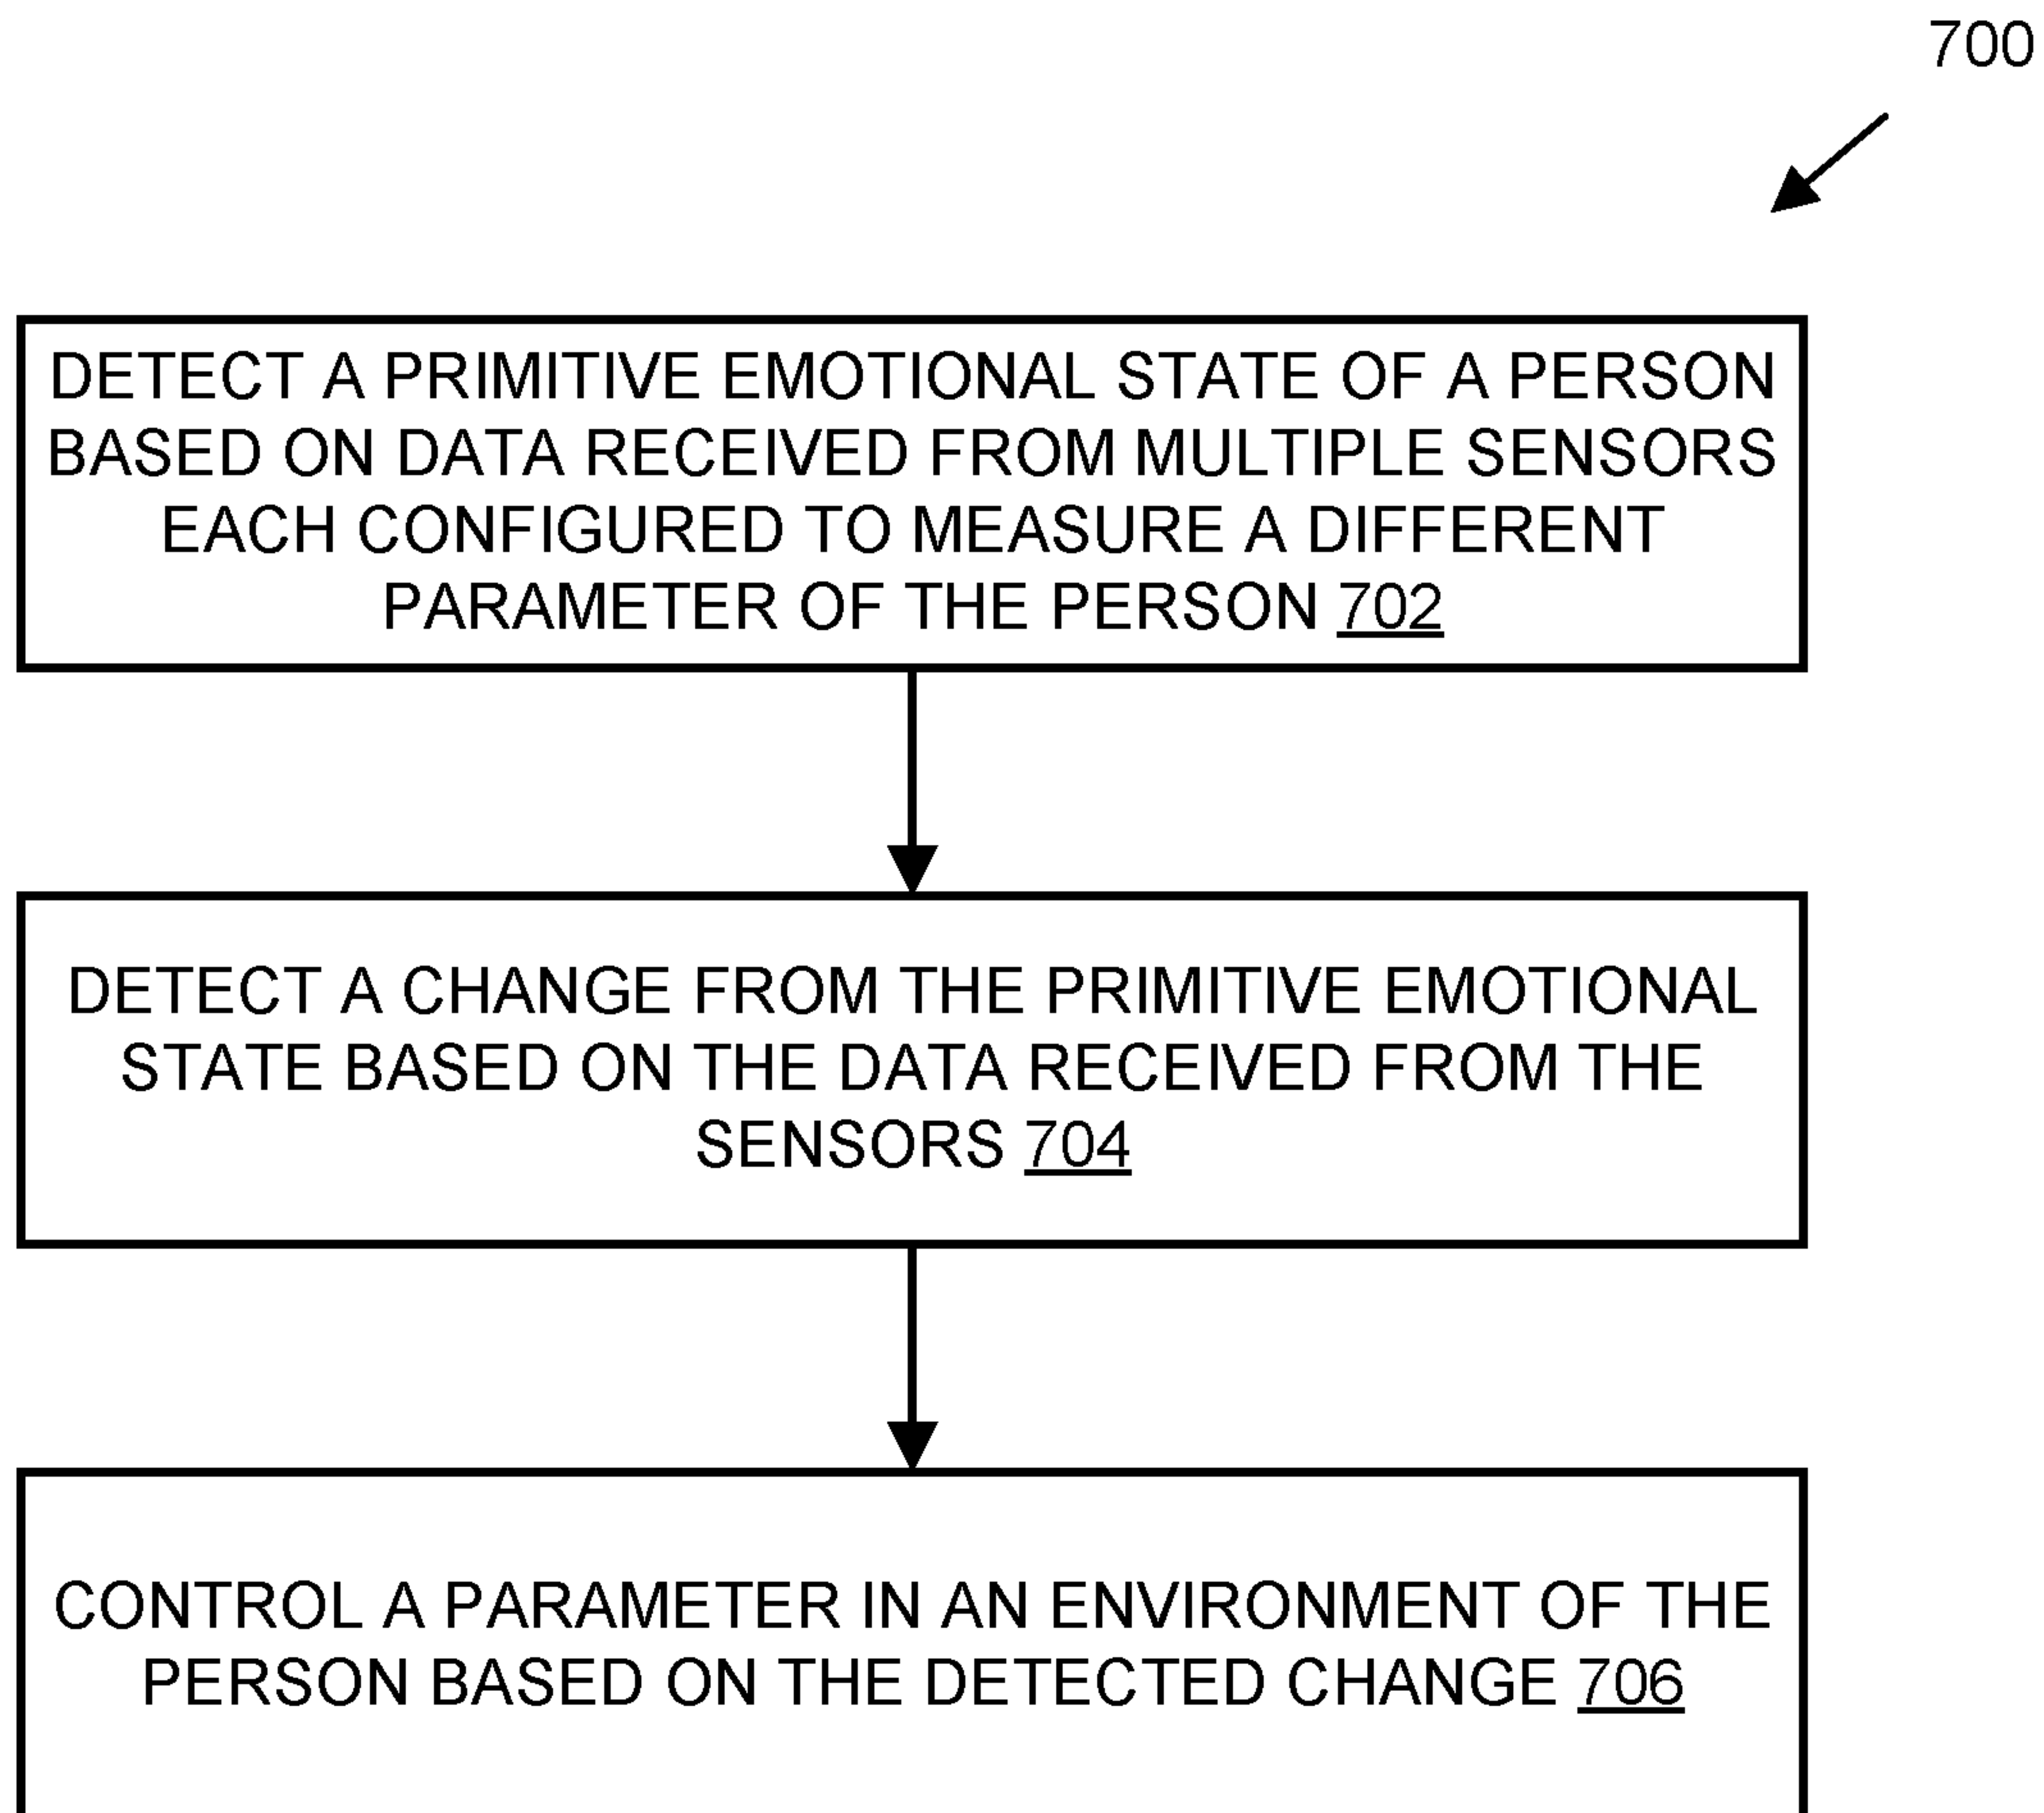 700
DETECT A PRIMITIVE EMOTIONAL STATE OF A PERSON
BASED ON DATA RECEIVED FROM MULTIPLE SENSORS
EACH CONFIGURED TO MEASURE A DIFFERENT
PARAMETER OF THE PERSON 702
DETECT A CHANGE FROM THE PRIMITIVE EMOTIONAL
STATE BASED ON THE DATA RECEIVED FROM THE
SENSORS 704
CONTROL A PARAMETER IN AN ENVIRONMENT OF THE
PERSON BASED ON THE DETECTED CHANGE 706